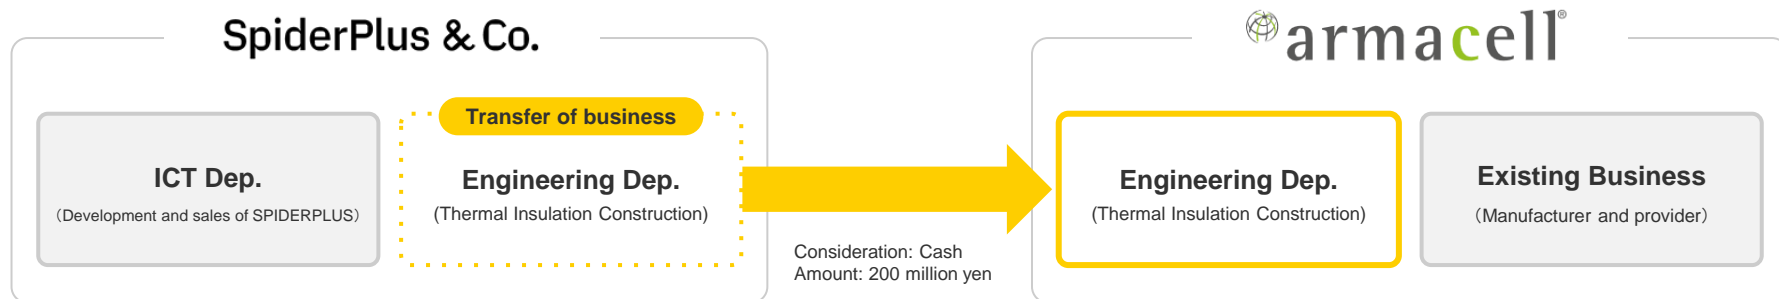 SpiderPlus & Co.
ICT Dep.
（Development and sales of SPIDERPLUS）
Transfer of business
Engineering Dep.
(Thermal Insulation Construction)
Consideration: Cash
Amount: 200 million yen
armacell®
Engineering Dep.
(Thermal Insulation Construction)
Existing Business
（Manufacturer and provider）